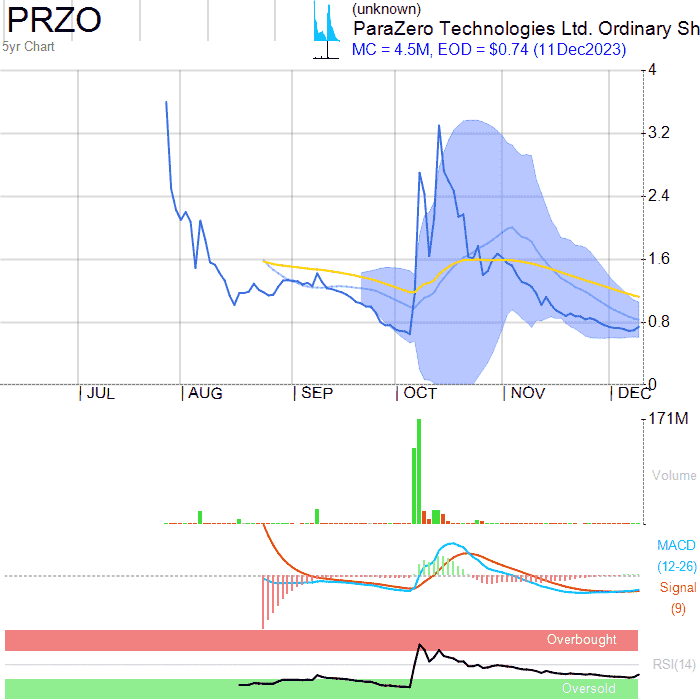 PRZO
(unknown)
ParaZero Technologies Ltd. Ordinary Sh
5yr Chart
MC = 4.5M, EOD = $0.74 (11Dec2023)
4
3.2
2.4
1.6
0.8
0
JUL AUG SEP OCT NOV DEC
171M
Volume
MACD
(12-26)
Signal
(9)
Overbought
RSI(14)
Oversold